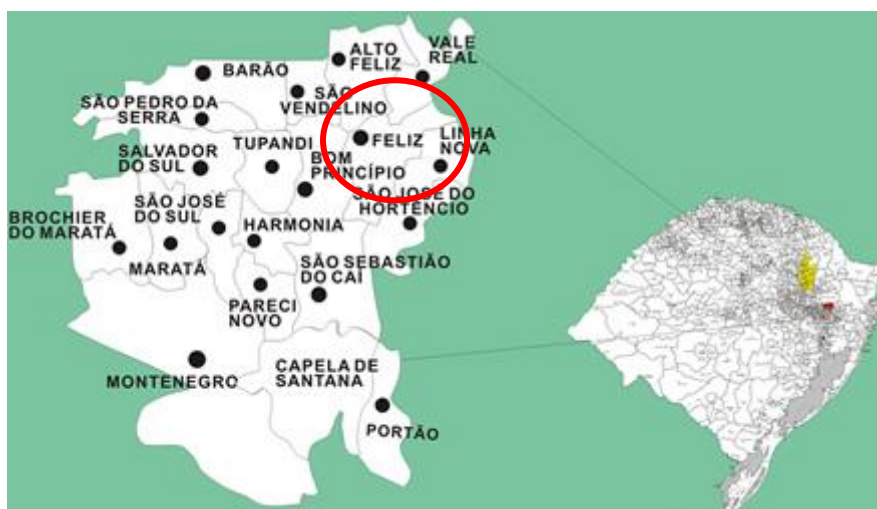 ALTO
FELIZ
VALE
REAL
BARÃO
SÃO
VENDELINO
SÃO PEDRO DA
SERRA
TUPANDI
FELIZ
LINHA
NOVA
SALVADOR
DO SUL
BOM
PRINCÍPIO
SÃO JOSÉ DO
HORTÊNCIO
SÃO JOSÉ
DO SUL
BROCHIER
DO MARATÁ
HARMONIA
MARATÁ
SÃO SEBASTIÃO
DO CAÍ
PARECI
NOVO
MONTENEGRO
CAPELA DE
SANTANA
PORTÃO